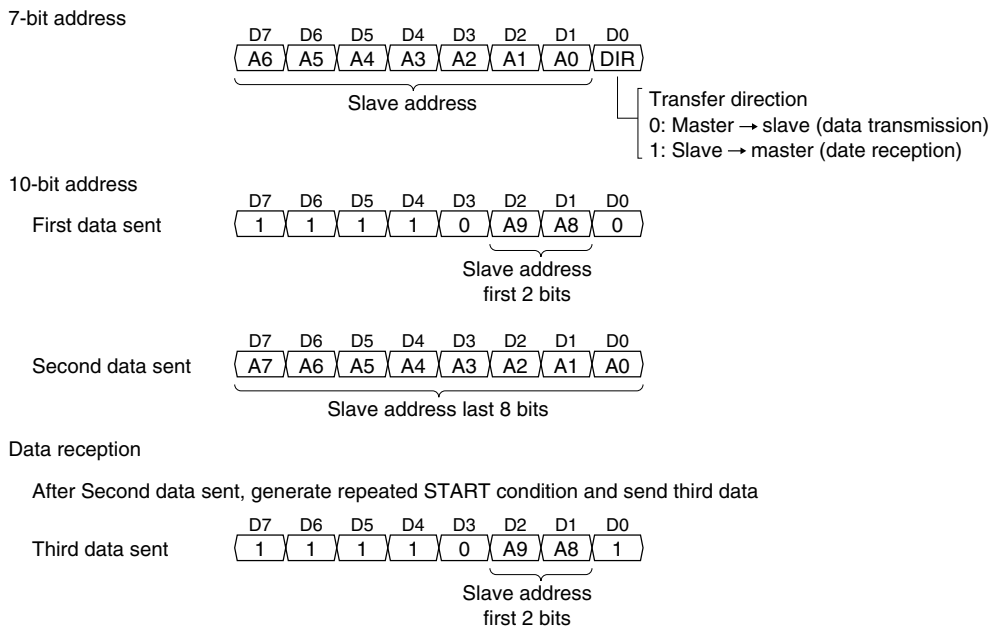 7-bit address
D7 D6 D5 D4 D3 D2 D1 D0
A6 A5 A4 A3 A2 A1 A0 DIR
Slave address
Transfer direction
0: Master → slave (data transmission)
1: Slave → master (date reception)
10-bit address
D7 D6 D5 D4 D3 D2 D1 D0
First data sent 1 1 1 1 0 A9 A8 0
Slave address
first 2 bits
D7 D6 D5 D4 D3 D2 D1 D0
Second data sent A7 A6 A5 A4 A3 A2 A1 A0
Slave address last 8 bits
Data reception
After Second data sent, generate repeated START condition and send third data
D7 D6 D5 D4 D3 D2 D1 D0
Third data sent 1 1 1 1 0 A9 A8 1
Slave address
first 2 bits